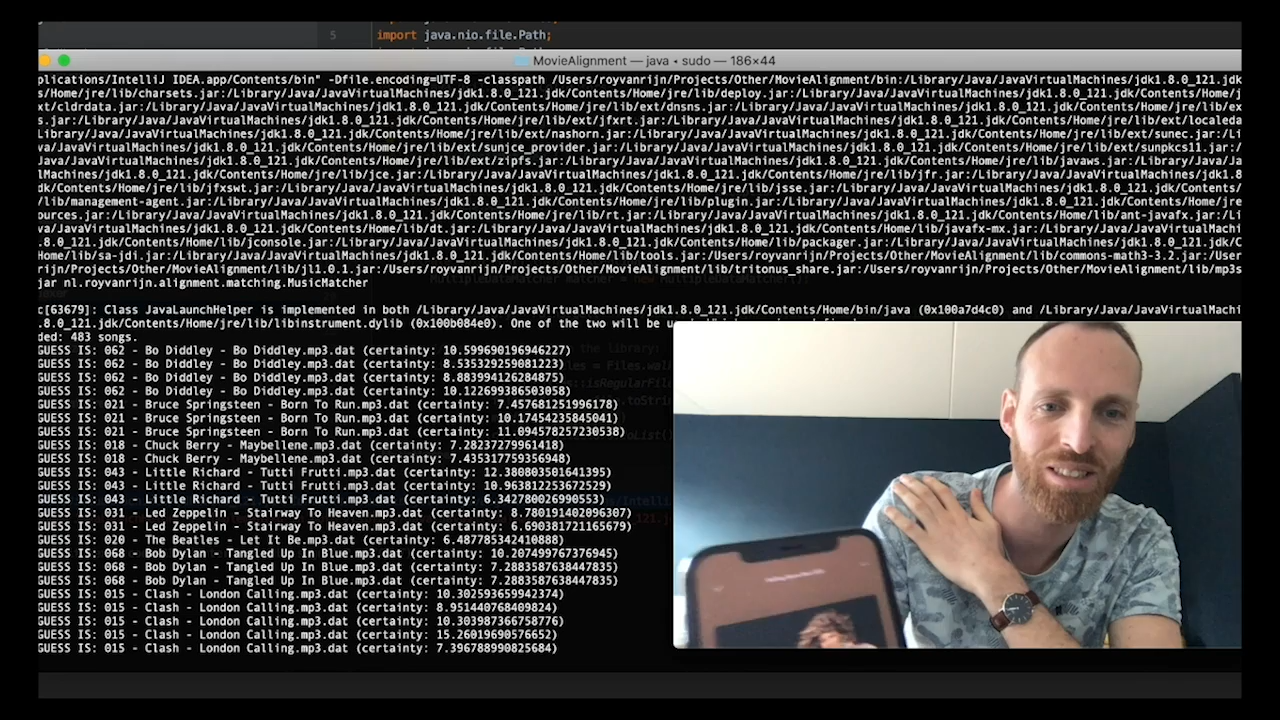 5 import java.nio.file.Path;
MovieAlignment — java • sudo — 186×44
plications/IntelliJ IDEA.app/Contents/bin" -Dfile.encoding=UTF-8 -classpath /Users/royvanrijn/Projects/Other/MovieAlignment/bin:/Library/Java/JavaVirtualMachines/jdk1.8.0_121.jdk
/Contents/Home/jre/lib/charsets.jar:/Library/Java/JavaVirtualMachines/jdk1.8.0_121.jdk/Contents/Home/jre/lib/deploy.jar:/Library/Java/JavaVirtualMachines/jdk1.8.0_121.jdk/Contents/Home/j
xt/cldrdata.jar:/Library/Java/JavaVirtualMachines/jdk1.8.0_121.jdk/Contents/Home/jre/lib/ext/dnsns.jar:/Library/Java/JavaVirtualMachines/jdk1.8.0_121.jdk/Contents/Home/jre/lib/ex
s.jar:/Library/Java/JavaVirtualMachines/jdk1.8.0_121.jdk/Contents/Home/jre/lib/ext/jfxrt.jar:/Library/Java/JavaVirtualMachines/jdk1.8.0_121.jdk/Contents/Home/jre/lib/ext/localeda
Library/Java/JavaVirtualMachines/jdk1.8.0_121.jdk/Contents/Home/jre/lib/ext/nashorn.jar:/Library/Java/JavaVirtualMachines/jdk1.8.0_121.jdk/Contents/Home/jre/lib/ext/sunec.jar:/Li
va/JavaVirtualMachines/jdk1.8.0_121.jdk/Contents/Home/jre/lib/ext/sunjce_provider.jar:/Library/Java/JavaVirtualMachines/jdk1.8.0_121.jdk/Contents/Home/jre/lib/ext/sunpkcs11.jar:/
/Java/JavaVirtualMachines/jdk1.8.0_121.jdk/Contents/Home/jre/lib/ext/zipfs.jar:/Library/Java/JavaVirtualMachines/jdk1.8.0_121.jdk/Contents/Home/jre/lib/javaws.jar:/Library/Java/J
alMachines/jdk1.8.0_121.jdk/Contents/Home/jre/lib/jce.jar:/Library/Java/JavaVirtualMachines/jdk1.8.0_121.jdk/Contents/Home/jre/lib/jfr.jar:/Library/Java/JavaVirtualMachines/jdk1.8
k/Contents/Home/jre/lib/jfxswt.jar:/Library/Java/JavaVirtualMachines/jdk1.8.0_121.jdk/Contents/Home/jre/lib/jsse.jar:/Library/Java/JavaVirtualMachines/jdk1.8.0_121.jdk/Contents/
/lib/management-agent.jar:/Library/Java/JavaVirtualMachines/jdk1.8.0_121.jdk/Contents/Home/jre/lib/plugin.jar:/Library/Java/JavaVirtualMachines/jdk1.8.0_121.jdk/Contents/Home/jre
ources.jar:/Library/Java/JavaVirtualMachines/jdk1.8.0_121.jdk/Contents/Home/jre/lib/rt.jar:/Library/Java/JavaVirtualMachines/jdk1.8.0_121.jdk/Contents/Home/lib/ant-javafx.jar:/Li
va/JavaVirtualMachines/jdk1.8.0_121.jdk/Contents/Home/lib/dt.jar:/Library/Java/JavaVirtualMachines/jdk1.8.0_121.jdk/Contents/Home/lib/javafx-mx.jar:/Library/Java/JavaVirtualMachi
.8.0_121.jdk/Contents/Home/lib/jconsole.jar:/Library/Java/JavaVirtualMachines/jdk1.8.0_121.jdk/Contents/Home/lib/packager.jar:/Library/Java/JavaVirtualMachines/jdk1.8.0_121.jdk/C
Home/lib/sa-jdi.jar:/Library/Java/JavaVirtualMachines/jdk1.8.0_121.jdk/Contents/Home/lib/tools.jar:/Users/royvanrijn/Projects/Other/MovieAlignment/lib/commons-math3-3.2.jar:/User
rijn/Projects/Other/MovieAlignment/lib/jl1.0.1.jar:/Users/royvanrijn/Projects/Other/MovieAlignment/lib/tritonus_share.jar:/Users/royvanrijn/Projects/Other/MovieAlignment/lib/mp3s
jar nl.royvanrijn.alignment.matching.MusicMatcher
c[63679]: Class JavaLaunchHelper is implemented in both /Library/Java/JavaVirtualMachines/jdk1.8.0_121.jdk/Contents/Home/bin/java (0x100a7d4c0) and /Library/Java/JavaVirtualMachi
.8.0_121.jdk/Contents/Home/jre/lib/libinstrument.dylib (0x100b084e0). One of the two will be
ded: 483 songs.
GUESS IS: 062 - Bo Diddley - Bo Diddley.mp3.dat (certainty: 10.599690196946227)
GUESS IS: 062 - Bo Diddley - Bo Diddley.mp3.dat (certainty: 8.535329259081223)
GUESS IS: 062 - Bo Diddley - Bo Diddley.mp3.dat (certainty: 8.883994126284875)
GUESS IS: 062 - Bo Diddley - Bo Diddley.mp3.dat (certainty: 10.122699386503058)
GUESS IS: 021 - Bruce Springsteen - Born To Run.mp3.dat (certainty: 7.457681251996178)
GUESS IS: 021 - Bruce Springsteen - Born To Run.mp3.dat (certainty: 10.17454235845041)
GUESS IS: 021 - Bruce Springsteen - Born To Run.mp3.dat (certainty: 11.094578257230538)
GUESS IS: 018 - Chuck Berry - Maybellene.mp3.dat (certainty: 7.28237279961418)
GUESS IS: 018 - Chuck Berry - Maybellene.mp3.dat (certainty: 7.435317759356948)
GUESS IS: 043 - Little Richard - Tutti Frutti.mp3.dat (certainty: 12.380803501641395)
GUESS IS: 043 - Little Richard - Tutti Frutti.mp3.dat (certainty: 10.963812523452035)
GUESS IS: 043 - Little Richard - Tutti Frutti.mp3.dat (certainty: 6.342780026990553)
GUESS IS: 031 - Led Zeppelin - Stairway To Heaven.mp3.dat (certainty: 8.780191402096307)
GUESS IS: 031 - Led Zeppelin - Stairway To Heaven.mp3.dat (certainty: 6.690381721165679)
GUESS IS: 020 - The Beatles - Let It Be.mp3.dat (certainty: 6.487785342410888)
GUESS IS: 068 - Bob Dylan - Tangled Up In Blue.mp3.dat (certainty: 10.207499767376945)
GUESS IS: 068 - Bob Dylan - Tangled Up In Blue.mp3.dat (certainty: 7.2883587638447835)
GUESS IS: 068 - Bob Dylan - Tangled Up In Blue.mp3.dat (certainty: 7.2883587638447835)
GUESS IS: 015 - Clash - London Calling.mp3.dat (certainty: 10.302593659942374)
GUESS IS: 015 - Clash - London Calling.mp3.dat (certainty: 8.951440768409824)
GUESS IS: 015 - Clash - London Calling.mp3.dat (certainty: 10.303987366758776)
GUESS IS: 015 - Clash - London Calling.mp3.dat (certainty: 15.26019690576652)
GUESS IS: 015 - Clash - London Calling.mp3.dat (certainty: 7.396788990825684)